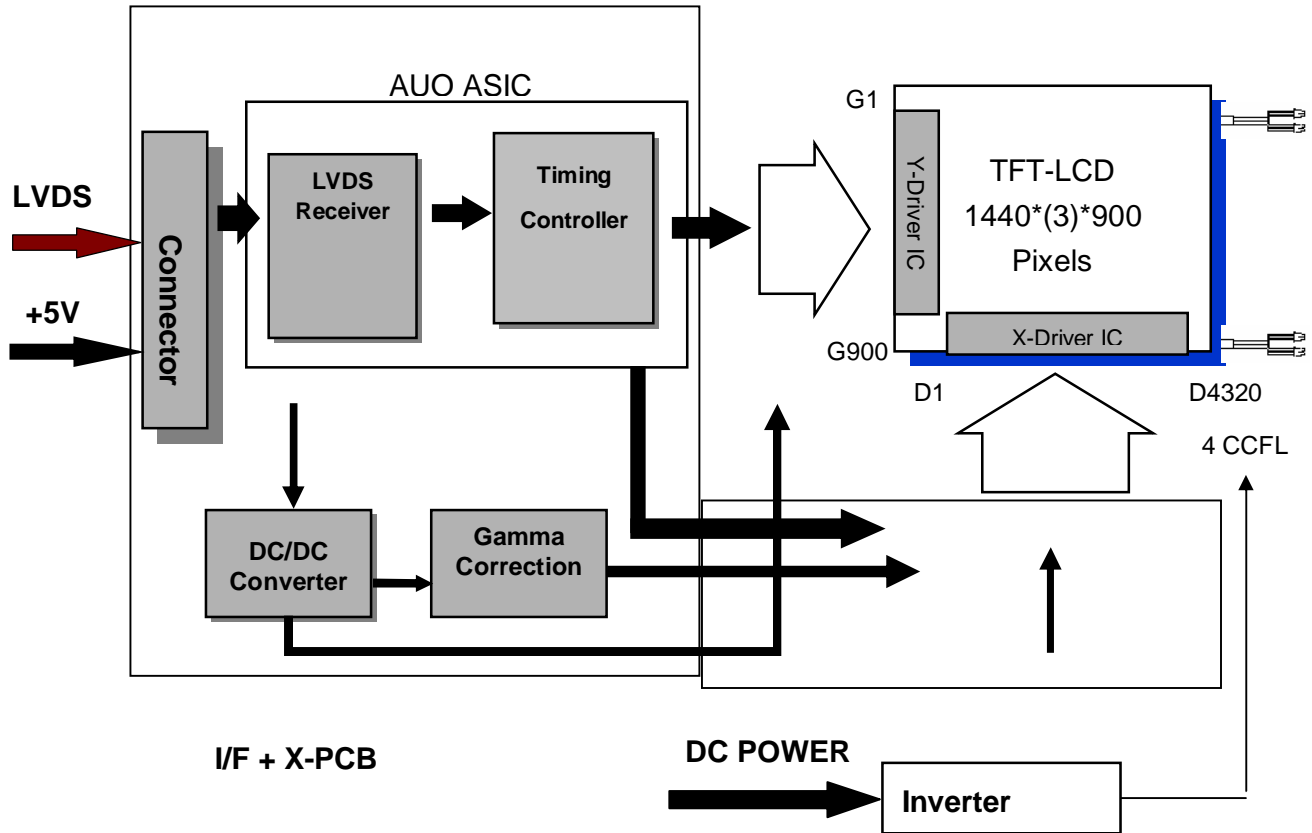 AUO ASIC
LVDS
+5V
Connector
LVDS
Receiver
Timing
Controller
G1
Y-Driver IC
TFT-LCD
1440*(3)*900
Pixels
X-Driver IC
G900
D1
D4320
4 CCFL
DC/DC
Converter
Gamma
Correction
I/F + X-PCB
DC POWER
Inverter